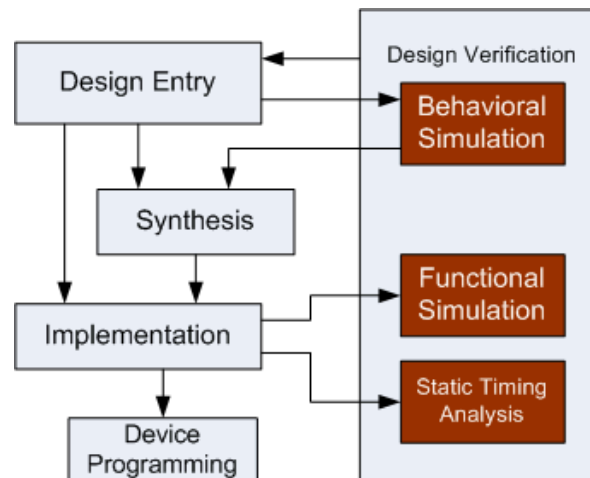 Design Verification
Design Entry
Behavioral
Simulation
Synthesis
Functional
Simulation
Implementation
Static Timing
Analysis
Device
Programming